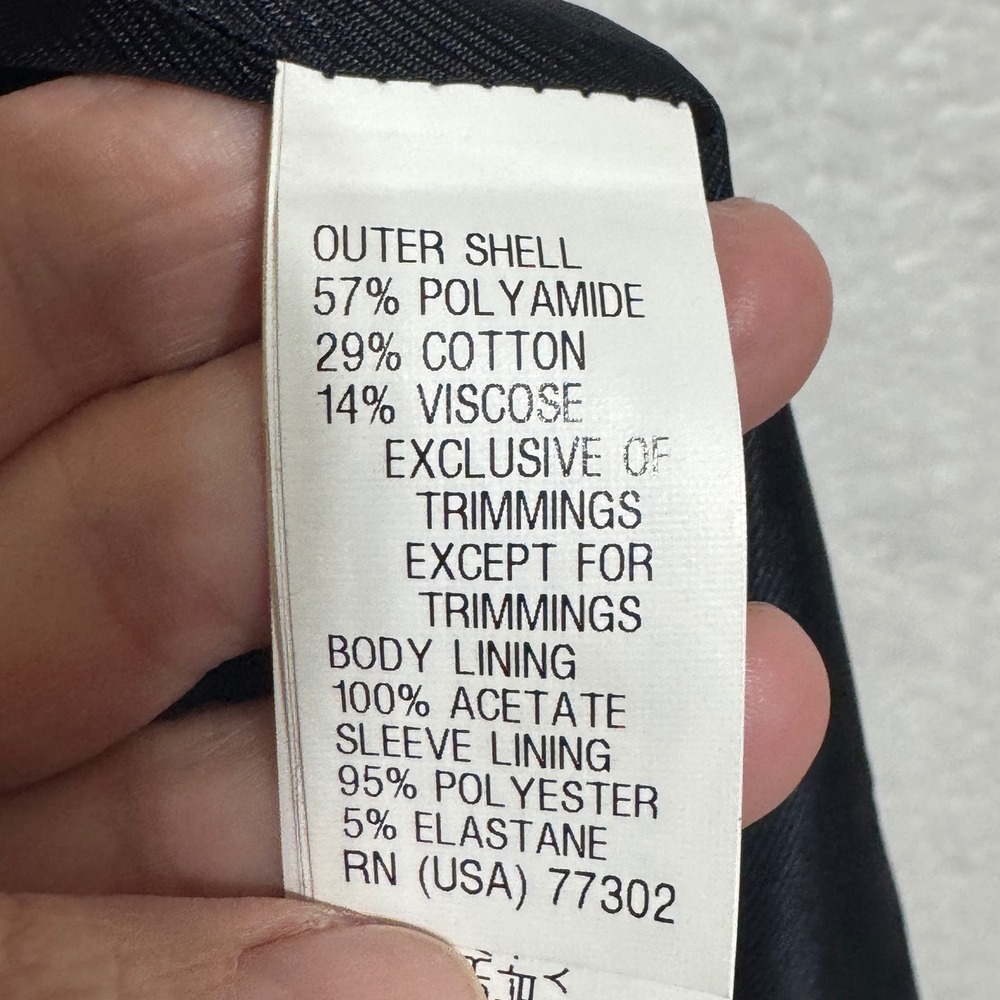 OUTER SHELL
57% POLYAMIDE
29% COTTON
14% VISCOSE
EXCLUSIVE OF
TRIMMINGS
EXCEPT FOR
TRIMMINGS
BODY LINING
100% ACETATE
SLEEVE LINING
95% POLYESTER
5% ELASTANE
RN (USA) 77302